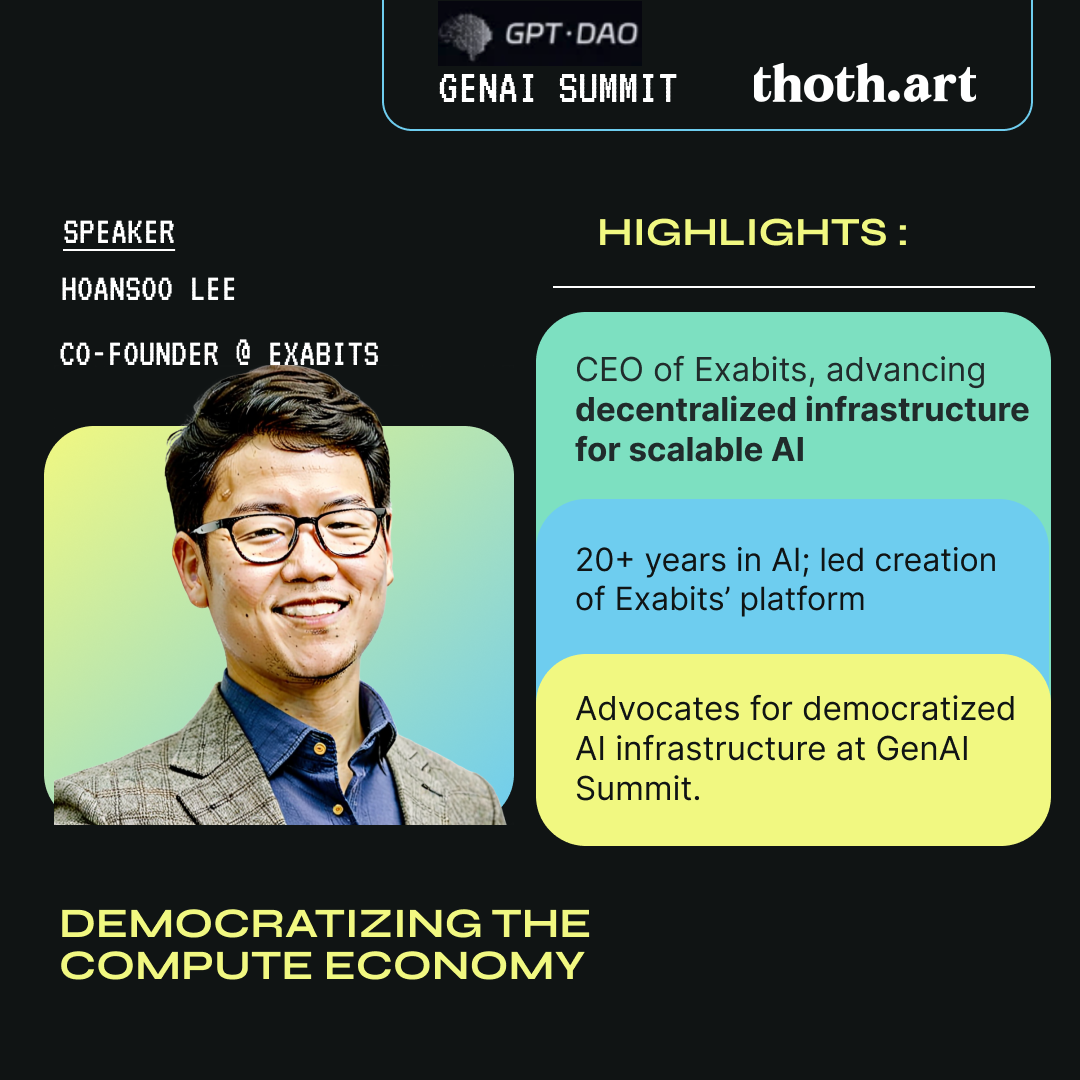 GPT·DAO
GENAI SUMMIT
thoth.art
SPEAKER
HOANSOO LEE
CO-FOUNDER @ EXABITS
HIGHLIGHTS :
CEO of Exabits, advancing
decentralized infrastructure
for scalable AI
20+ years in AI; led creation
of Exabits’ platform
Advocates for democratized
AI infrastructure at GenAI
Summit.
DEMOCRATIZING THE
COMPUTE ECONOMY